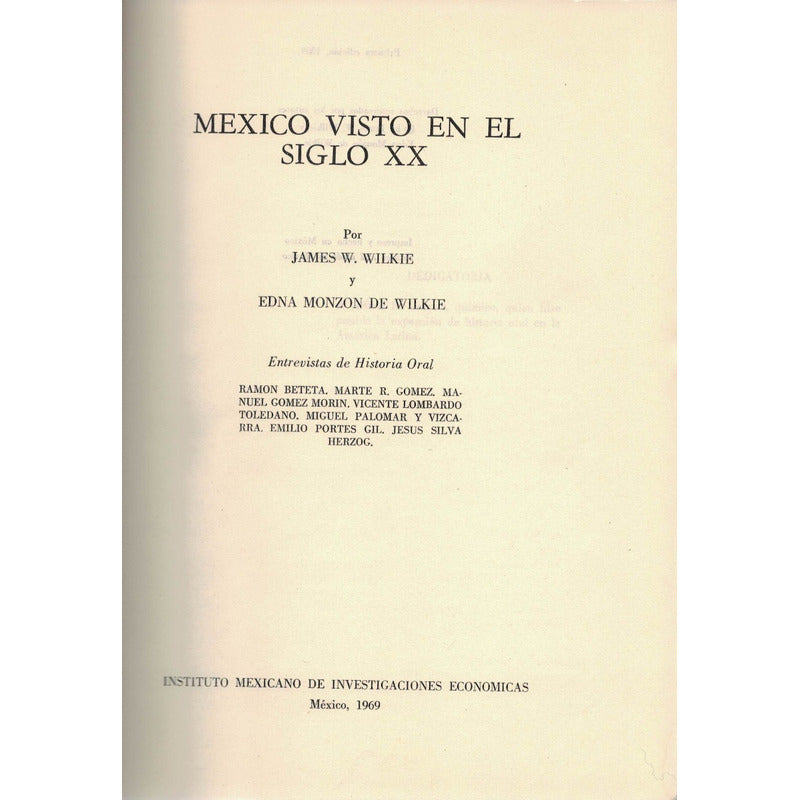 MEXICO VISTO EN EL
SIGLO XX
Por
JAMES W. WILKIE
y
EDNA MONZON DE WILKIE
Entrevistas de Historia Oral
RAMON BETETA. MARTE R. GOMEZ. MA-
NUEL GOMEZ MORIN. VICENTE LOMBARDO
TOLEDANO. MIGUEL PALOMAR Y VIZCA-
RRA. EMILIO PORTES GIL. JESUS SILVA
HERZOG.
INSTITUTO MEXICANO DE INVESTIGACIONES ECONOMICAS
México, 1969